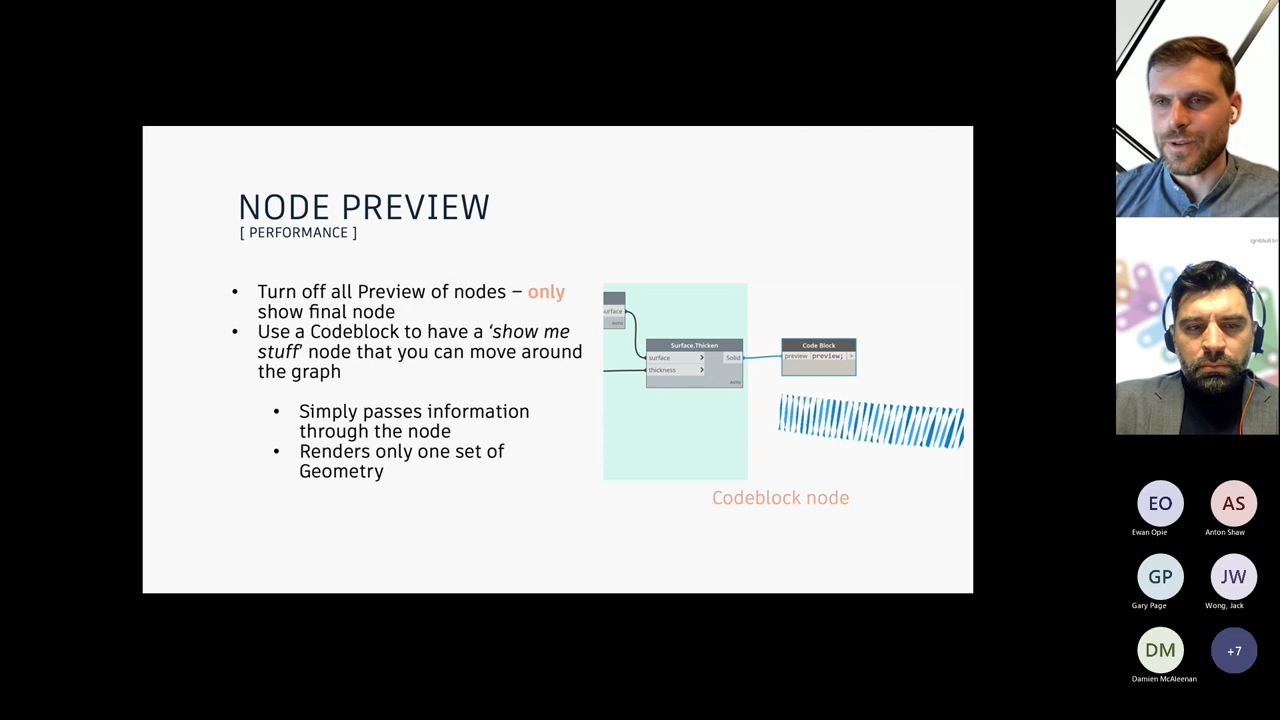 NODE PREVIEW
[ PERFORMANCE ]
• Turn off all Preview of nodes – only
show final node
• Use a Codeblock to have a ‘show me
stuff’ node that you can move around
the graph
• Simply passes information
through the node
• Renders only one set of
Geometry
urface
auto
Surface.Thicken
surface
>
Solid
thickness
>
auto
Code Block
preview
preview;
>
Codeblock node
EO
Ewan Opie
AS
Anton Shaw
GP
Gary Page
JW
Wong, Jack
DM
Damien McAleenan
+7